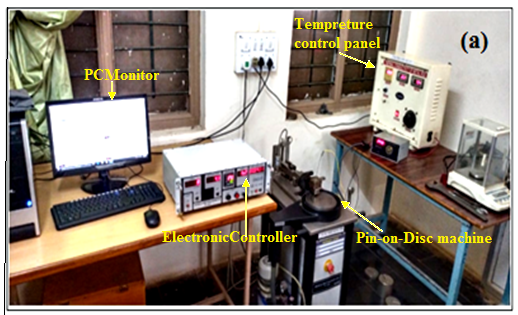 Tempreture
control panel
(a)
PCMonitor
ElectronicController
Pin-on-Disc machine